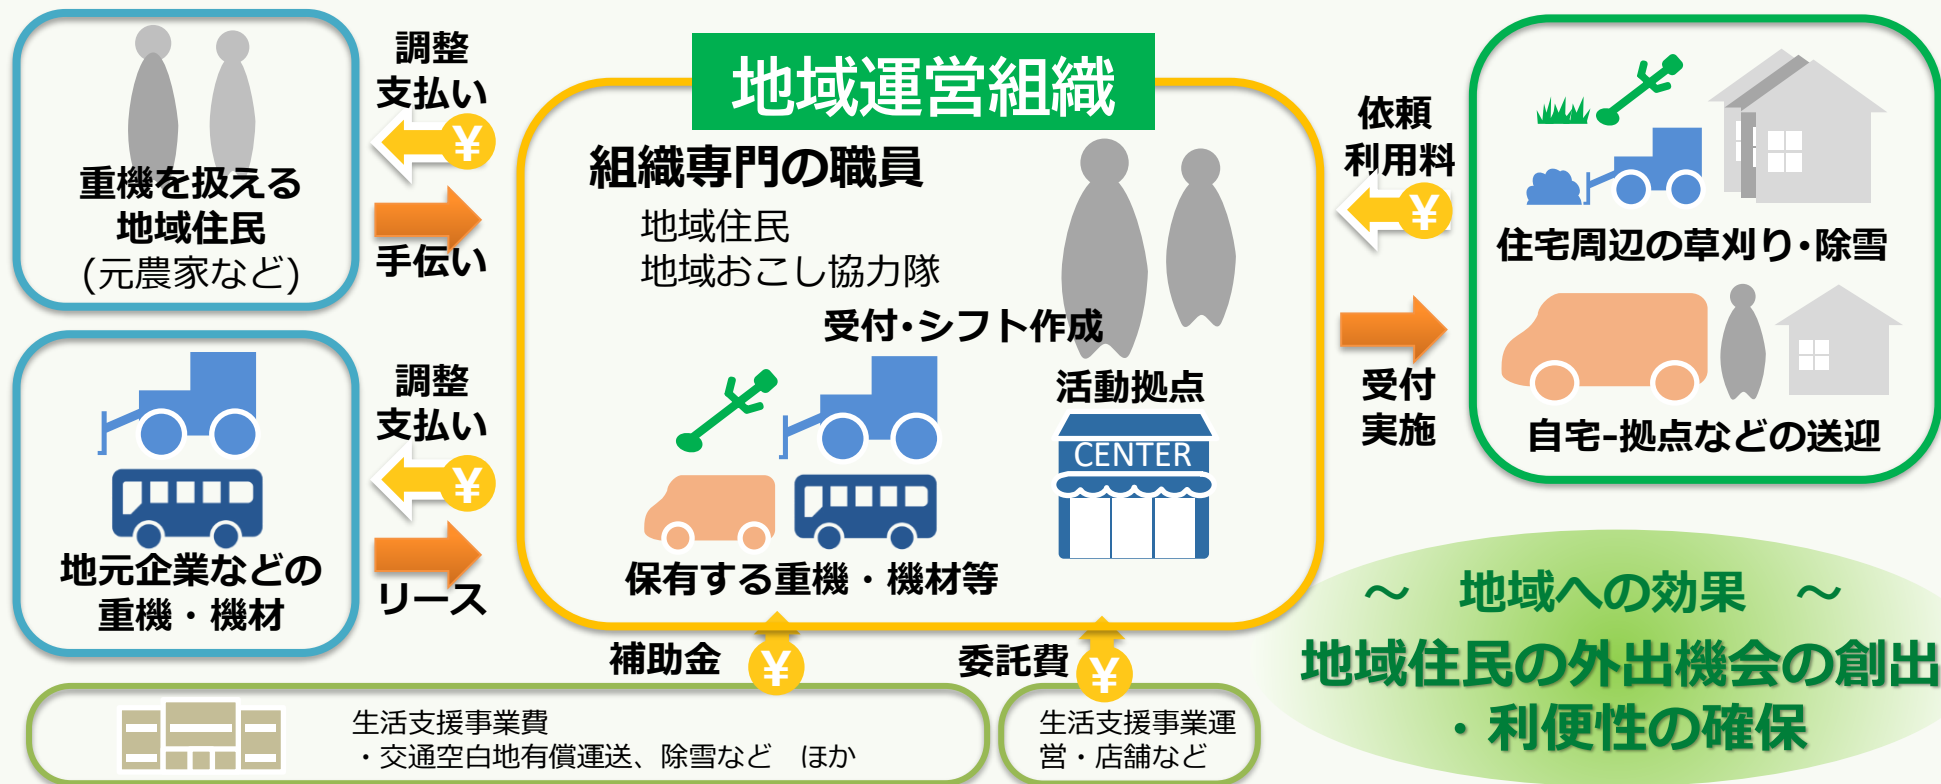 調整
支払い
¥
重機を扱える
地域住民
(元農家など)
手伝い
調整
支払い
¥
地元企業などの
重機・機材
リース
地域運営組織
組織専門の職員
地域住民
地域おこし協力隊
受付・シフト作成
活動拠点
CENTER
保有する重機・機材等
依頼
利用料
¥
受付
実施
住宅周辺の草刈り・除雪
自宅-拠点などの送迎
補助金
¥
委託費
¥
生活支援事業費
・交通空白地有償運送、除雪など　ほか
生活支援事業運
営・店舗など
～　地域への効果　～
地域住民の外出機会の創出
・利便性の確保